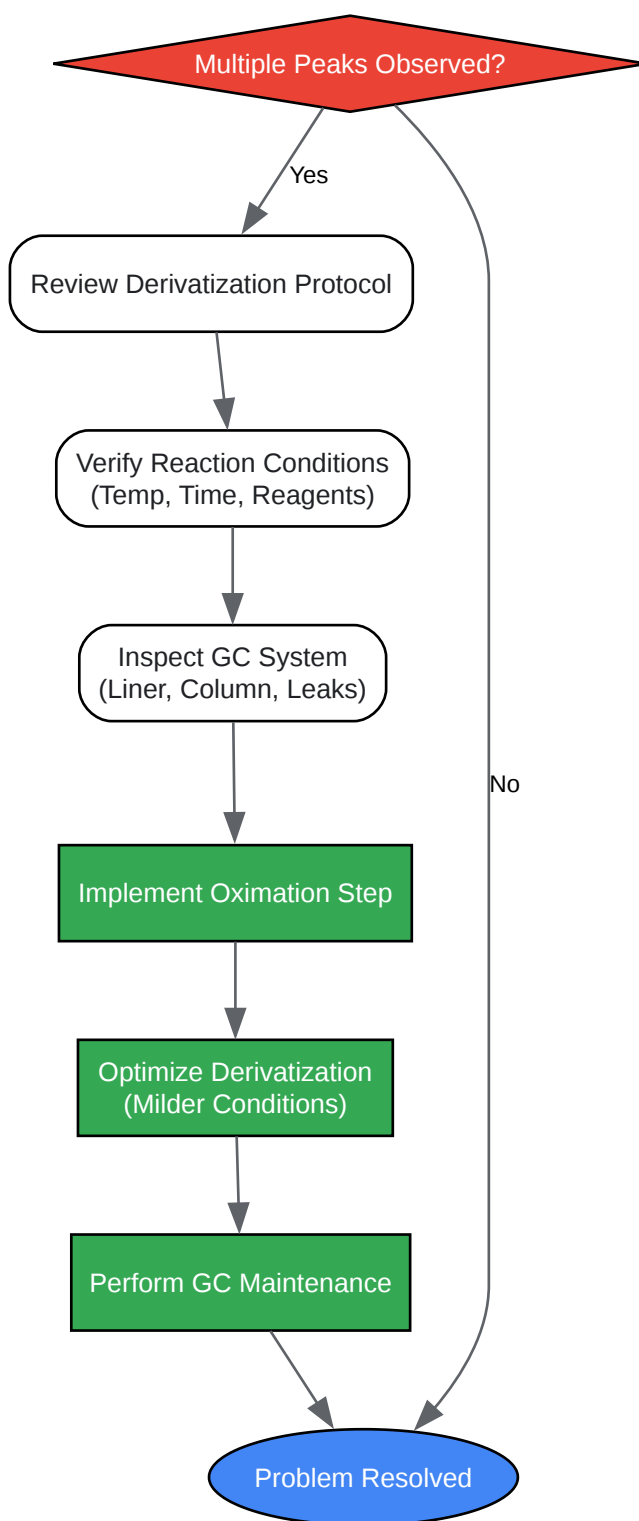 Multiple Peaks Observed?
Yes
Review Derivatization Protocol
Verify Reaction Conditions
(Temp, Time, Reagents)
Inspect GC System
(Liner, Column, Leaks)
No
Implement Oximation Step
Optimize Derivatization
(Milder Conditions)
Perform GC Maintenance
Problem Resolved